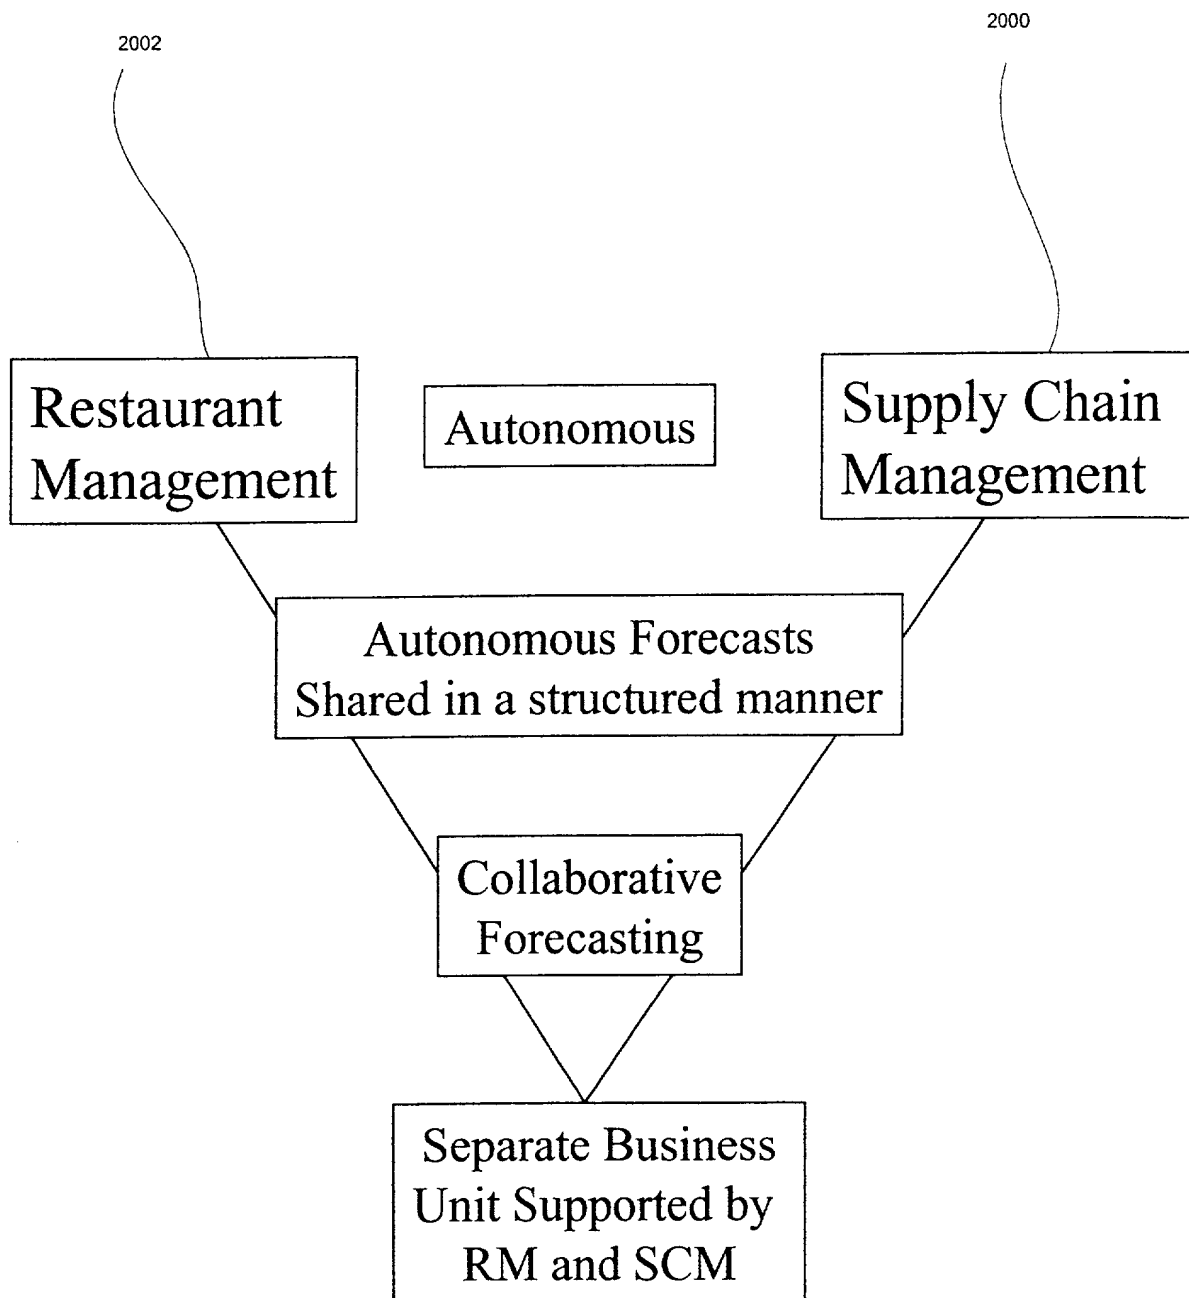 2002
2000
Restaurant
Management
Autonomous
Supply Chain
Management
Autonomous Forecasts
Shared in a structured manner
Collaborative
Forecasting
Separate Business
Unit Supported by
RM and SCM